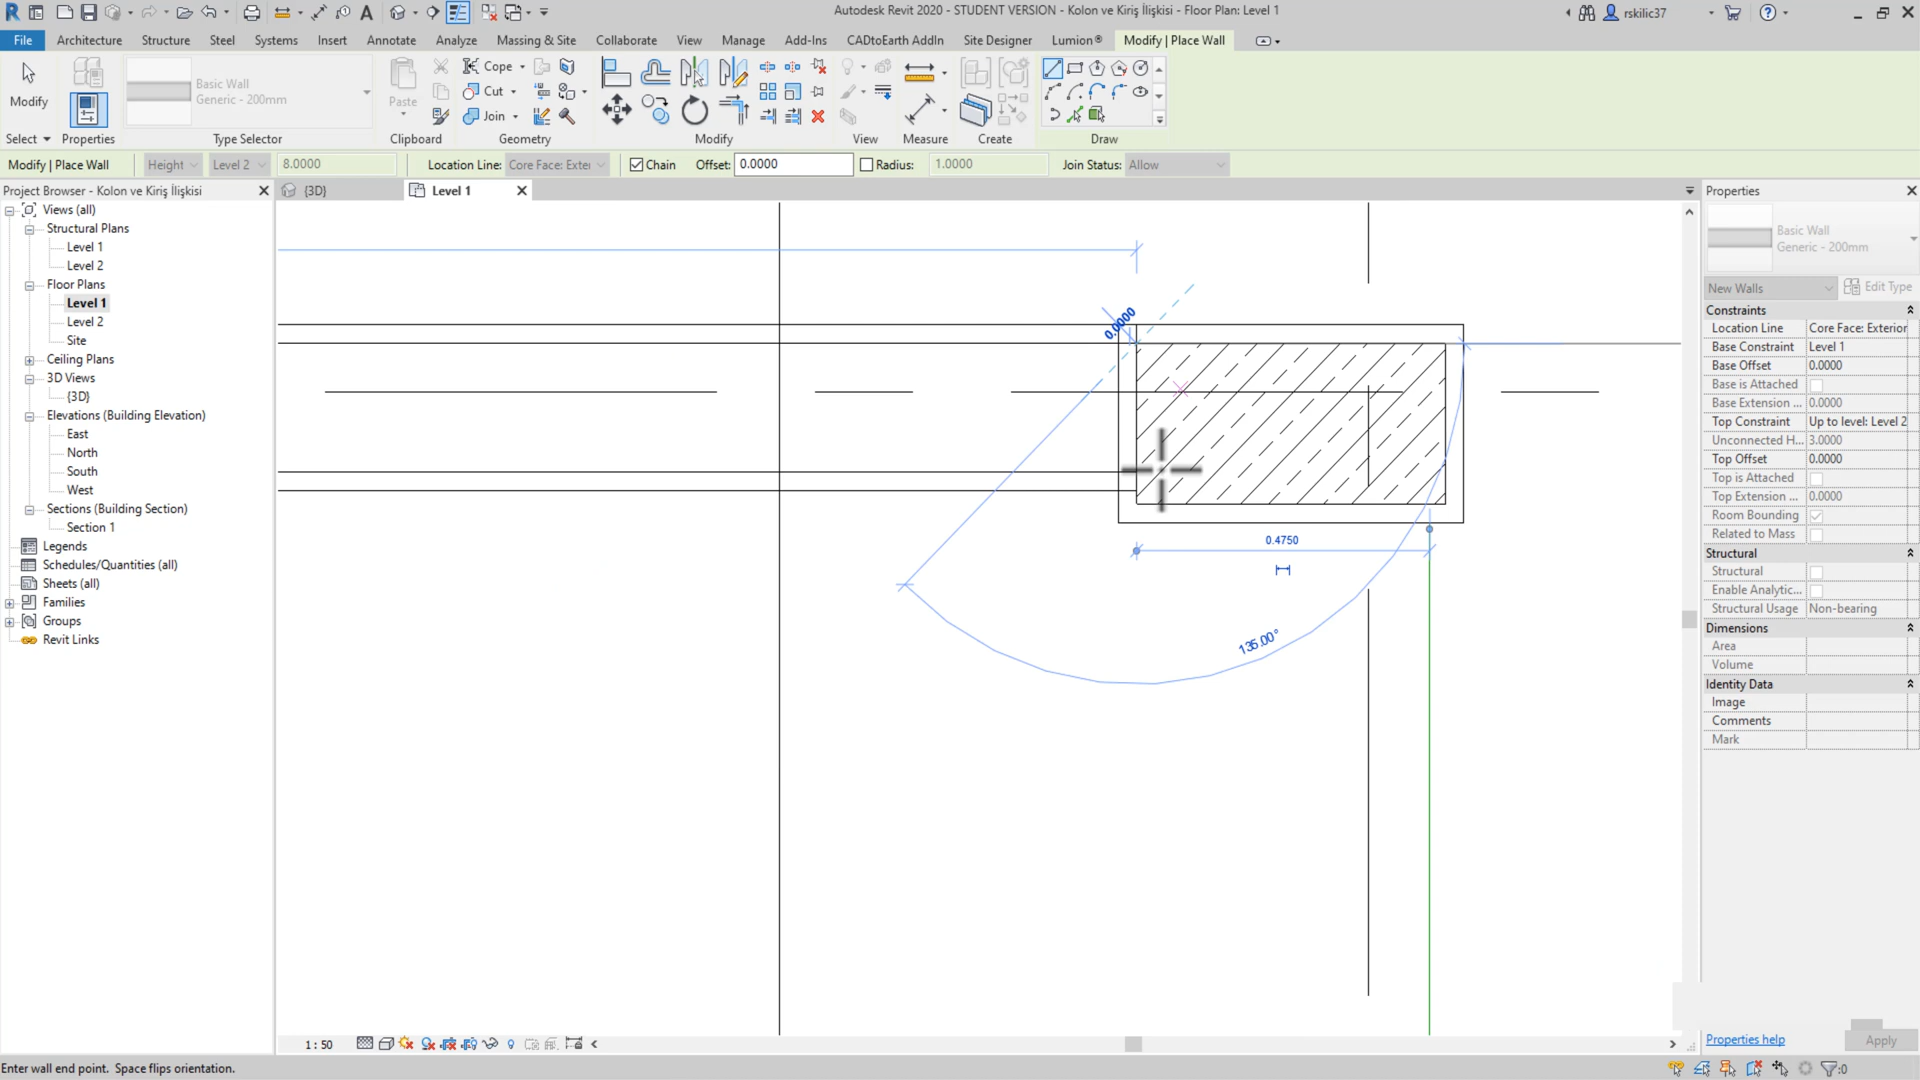 Autodesk Revit 2020 - STUDENT VERSION - Kolon ve Kiriş İlişkisi - Floor Plan: Level 1
rskilic37
File Architecture Structure Steel Systems Insert Annotate Analyze Massing & Site Collaborate View Manage Add-Ins CADtoEarth AddIn Site Designer Lumion® Modify | Place Wall
Modify
Basic Wall
Generic - 200mm
Paste
Cope
Cut
Join
Select Properties Type Selector Clipboard Geometry Modify View Measure Create Draw
Modify | Place Wall Height Level 2 8.0000 Location Line: Core Face: Exter Chain Offset: 0.0000 Radius: 1.0000 Join Status: Allow
Project Browser - Kolon ve Kiriş İlişkisi
Views (all)
Structural Plans
Level 1
Level 2
Floor Plans
Level 1
Level 2
Site
Ceiling Plans
3D Views
{3D}
Elevations (Building Elevation)
East
North
South
West
Sections (Building Section)
Section 1
Legends
Schedules/Quantities (all)
Sheets (all)
Families
Groups
Revit Links
{3D} Level 1
0.0000
0.4750
135.00°
1 : 50
Properties
Basic Wall
Generic - 200mm
New Walls Edit Type
Constraints
Location Line Core Face: Exterior
Base Constraint Level 1
Base Offset 0.0000
Base is Attached
Base Extension ... 0.0000
Top Constraint Up to level: Level 2
Unconnected H... 3.0000
Top Offset 0.0000
Top is Attached
Top Extension ... 0.0000
Room Bounding
Related to Mass
Structural
Structural
Enable Analytic...
Structural Usage Non-bearing
Dimensions
Area
Volume
Identity Data
Image
Comments
Mark
Properties help Apply
Enter wall end point. Space flips orientation.
:0